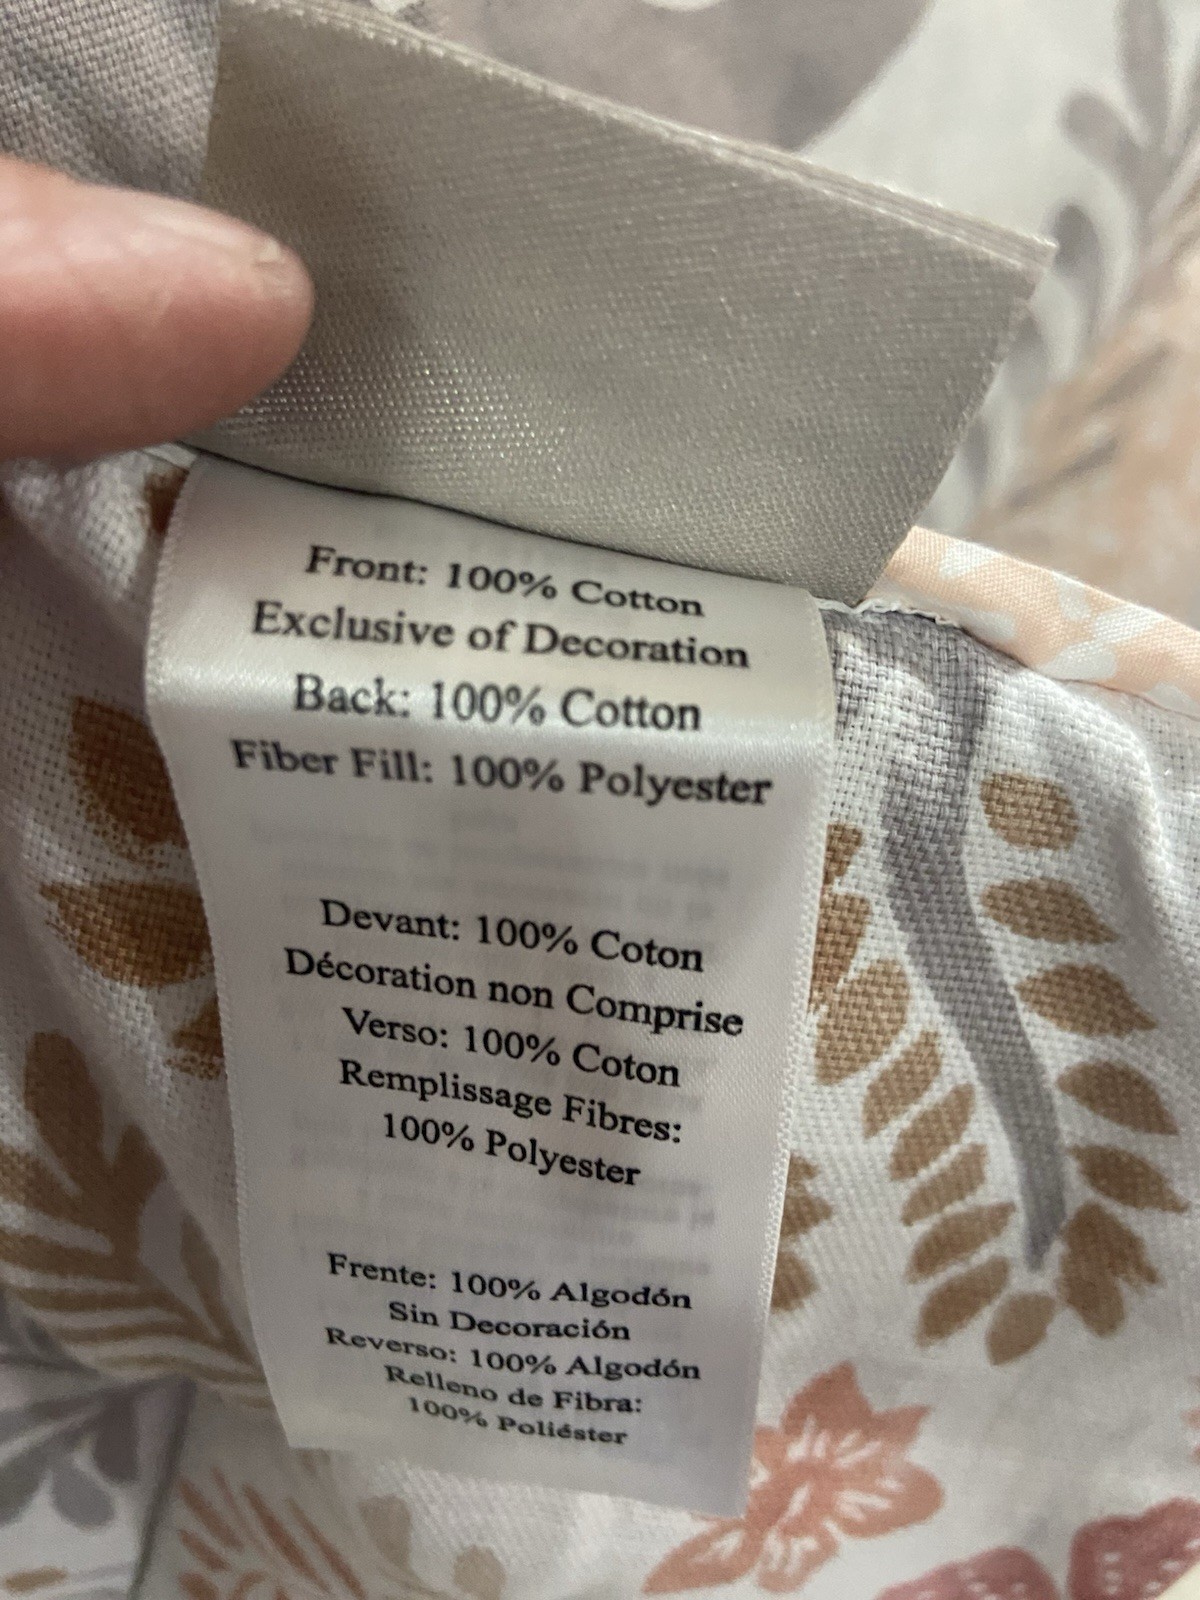 Front: 100% Cotton
Exclusive of Decoration
Back: 100% Cotton
Fiber Fill: 100% Polyester
Devant: 100% Coton
Décoration non Comprise
Verso: 100% Coton
Remplissage Fibres:
100% Polyester
Frente: 100% Algodón
Sin Decoración
Reverso: 100% Algodón
Relleno de Fibra:
100% Poliéster